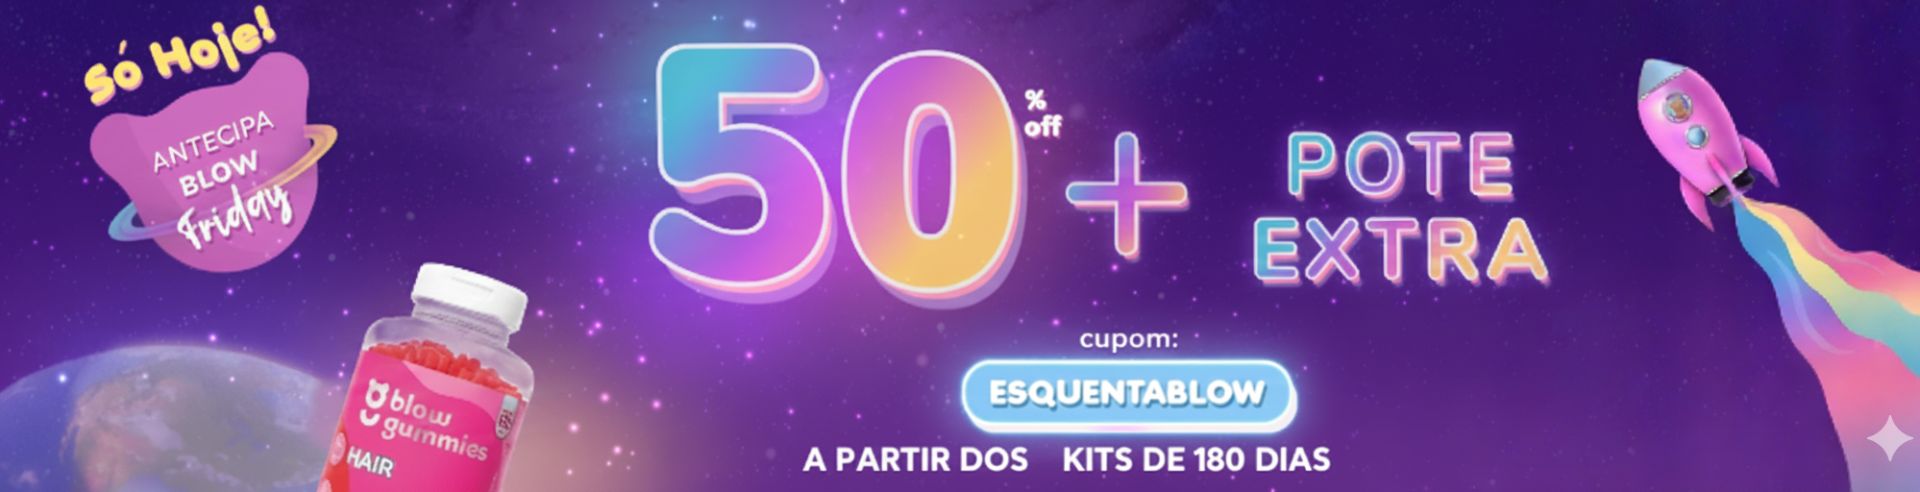 Só Hoje!
ANTECIPA
BLOW
Friday
50
%
off
+
POTE
EXTRA
cupom:
ESQUENTABLOW
A PARTIR DOS KITS DE 180 DIAS
blow
gummies
HAIR